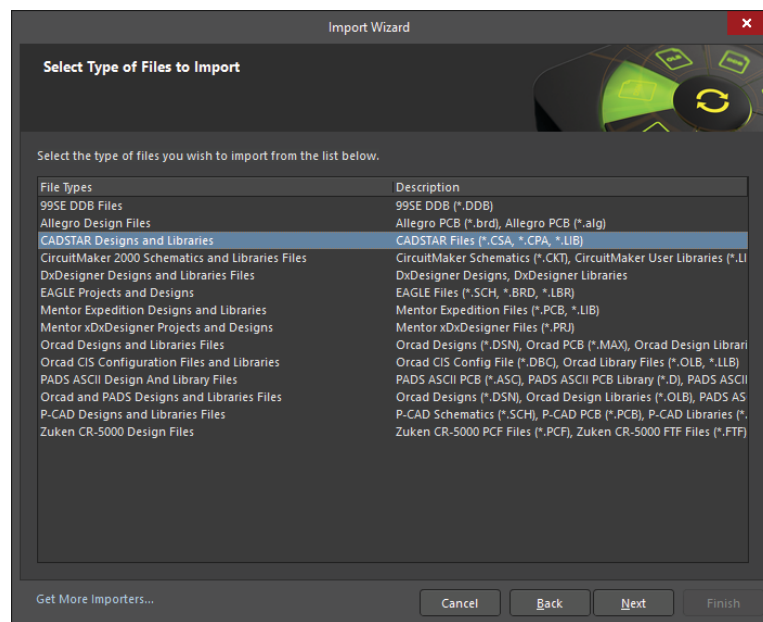 Import Wizard
Select Type of Files to Import
Select the type of files you wish to import from the list below.
File Types Description
99SE DDB Files 99SE DDB (*.DDB)
Allegro Design Files Allegro PCB (*.brd), Allegro PCB (*.alg)
CADSTAR Designs and Libraries CADSTAR Files (*.CSA, *.CPA, *.LIB)
CircuitMaker 2000 Schematics and Libraries Files CircuitMaker Schematics (*.CKT), CircuitMaker User Libraries (*.LI
DxDesigner Designs and Libraries Files DxDesigner Designs, DxDesigner Libraries
EAGLE Projects and Designs EAGLE Files (*.SCH, *.BRD, *.LBR)
Mentor Expedition Designs and Libraries Mentor Expedition Files (*.PCB, *.LIB)
Mentor xDxDesigner Projects and Designs Mentor xDxDesigner Files (*.PRJ)
Orcad Designs and Libraries Files Orcad Designs (*.DSN), Orcad PCB (*.MAX), Orcad Design Librari
Orcad CIS Configuration Files and Libraries Orcad CIS Config File (*.DBC), Orcad Library Files (*.OLB, *.LLB)
PADS ASCII Design And Library Files PADS ASCII PCB (*.ASC), PADS ASCII PCB Library (*.D), PADS ASCII
Orcad and PADS Designs and Libraries Files Orcad Designs (*.DSN), Orcad Design Libraries (*.OLB), PADS AS
P-CAD Designs and Libraries Files P-CAD Schematics (*.SCH), P-CAD PCB (*.PCB), P-CAD Libraries (*.
Zuken CR-5000 Design Files Zuken CR-5000 PCF Files (*.PCF), Zuken CR-5000 FTF Files (*.FTF)
Get More Importers...
Cancel Back Next Finish